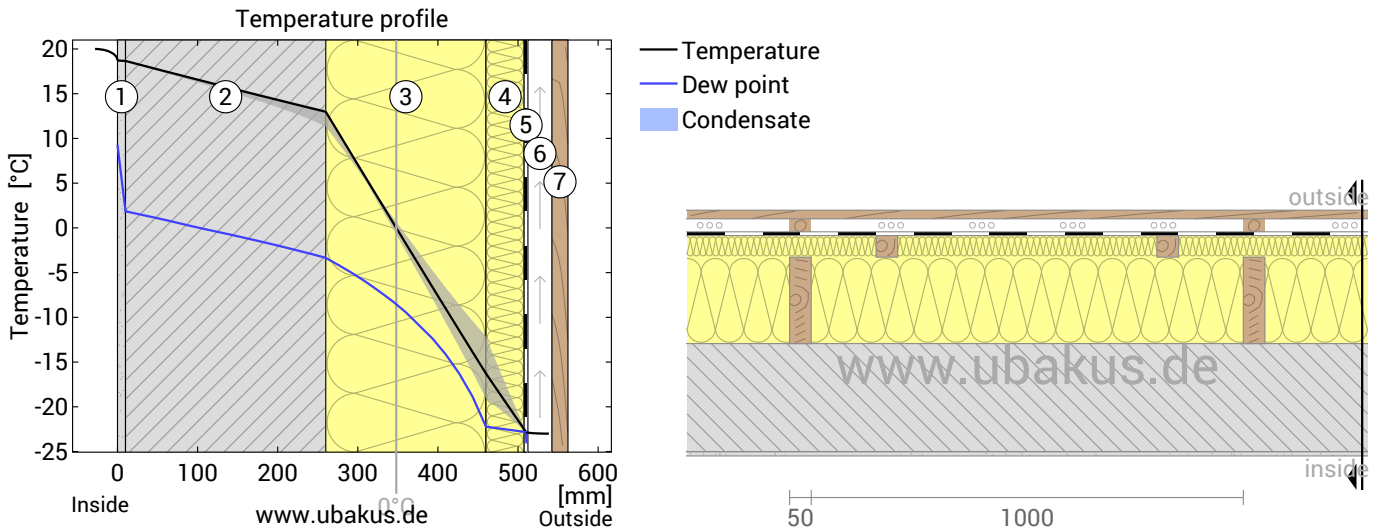 Temperature profile
20
15
10
5
0
-5
-10
-15
-20
-25
Temperature [°C]
1
2
3
4
5
6
7
0 100 200 300 400 500 600
[mm]
Inside
0°C
www.ubakus.de
Outside
Temperature
Dew point
Condensate
outside
www.ubakus.de
inside
50 1000